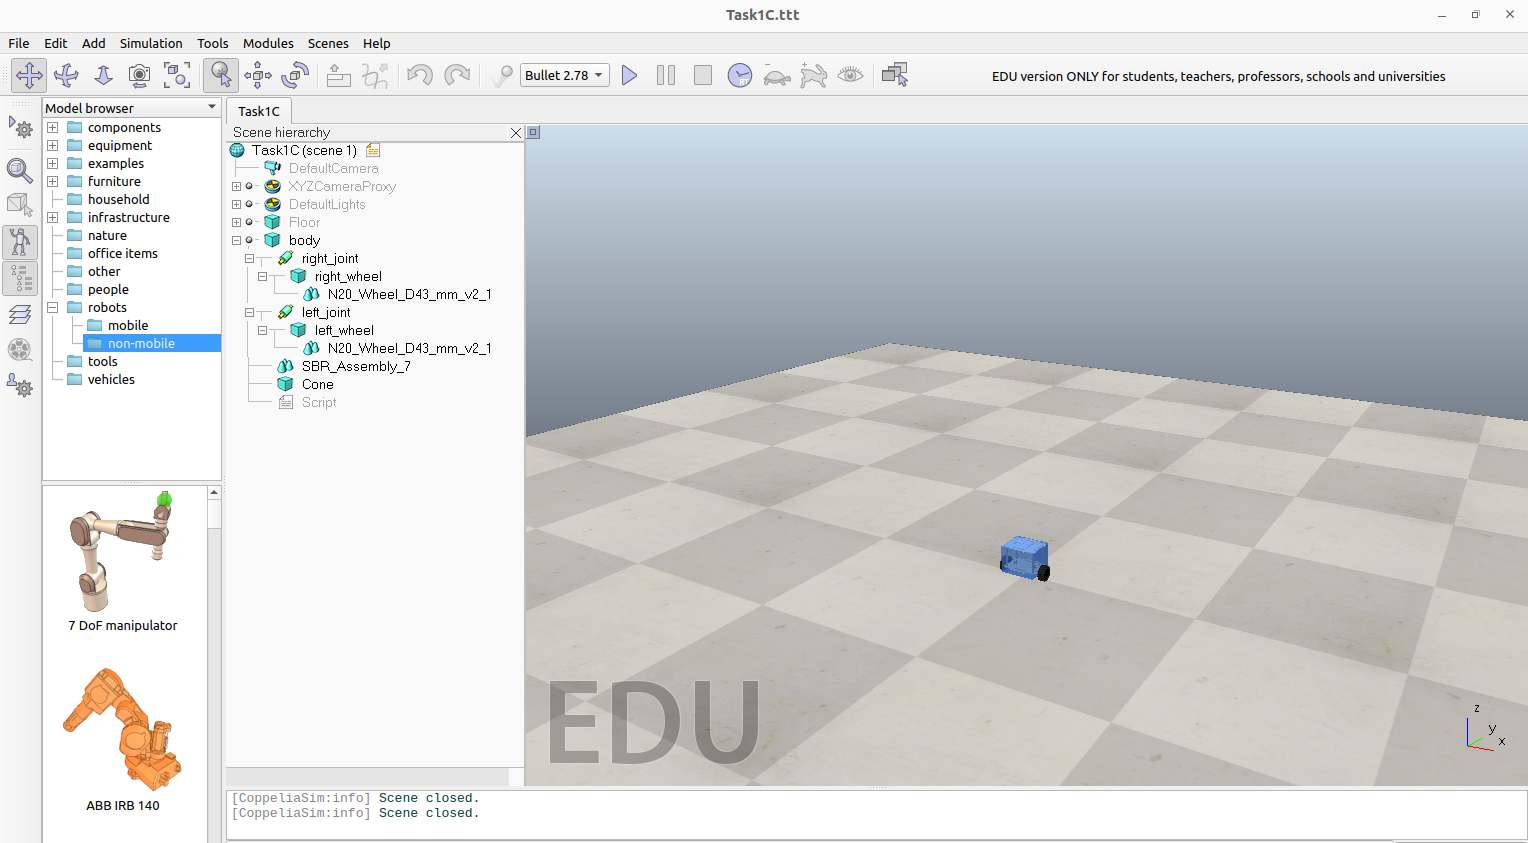 Task1C.ttt
File Edit Add Simulation Tools Modules Scenes Help
Bullet 2.78
EDU version ONLY for students, teachers, professors, schools and universities
Model browser
components
equipment
examples
furniture
household
infrastructure
nature
office items
other
people
robots
mobile
non-mobile
tools
vehicles
7 DoF manipulator
ABB IRB 140
Task1C
Scene hierarchy
Task1C (scene 1)
DefaultCamera
XYZCameraProxy
DefaultLights
Floor
body
right_joint
right_wheel
N20_Wheel_D43_mm_v2_1
left_joint
left_wheel
N20_Wheel_D43_mm_v2_1
SBR_Assembly_7
Cone
Script
EDU
z
y
x
[CoppeliaSim:info] Scene closed.
[CoppeliaSim:info] Scene closed.